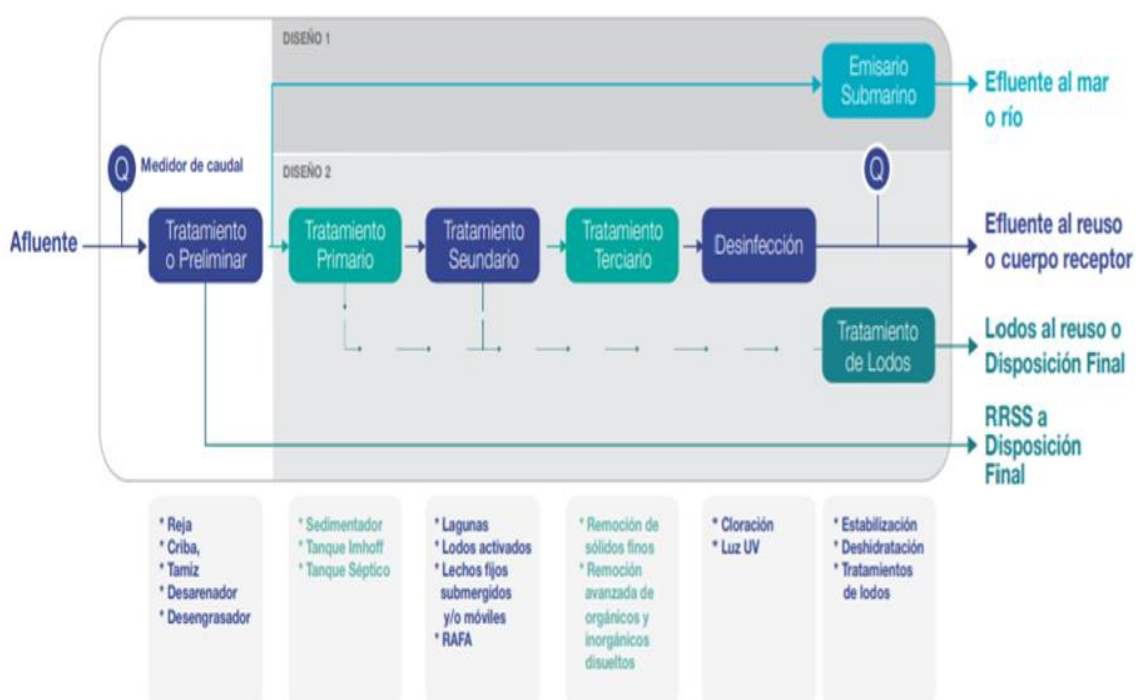 DISEÑO 1
Emisario
Submarino
Efluente al mar
o río
Q
Medidor de caudal
DISEÑO 2
Q
Afluente
Tratamiento
o Preliminar
Tratamiento
Primario
Tratamiento
Seundario
Tratamiento
Terciario
Desinfección
Efluente al reuso
o cuerpo receptor
Tratamiento
de Lodos
Lodos al reuso o
Disposición Final
RRSS a
Disposición
Final
* Reja
* Criba,
* Tamiz
* Desarenador
* Desengrasador
* Sedimentador
* Tanque Imhoff
* Tanque Séptico
* Lagunas
* Lodos activados
* Lechos fijos
submergidos
y/o móviles
* RAFA
* Remoción de
sólidos finos
* Remoción
avanzada de
orgánicos y
inorgánicos
disueltos
* Cloración
* Luz UV
* Estabilización
* Deshidratación
* Tratamientos
de lodos